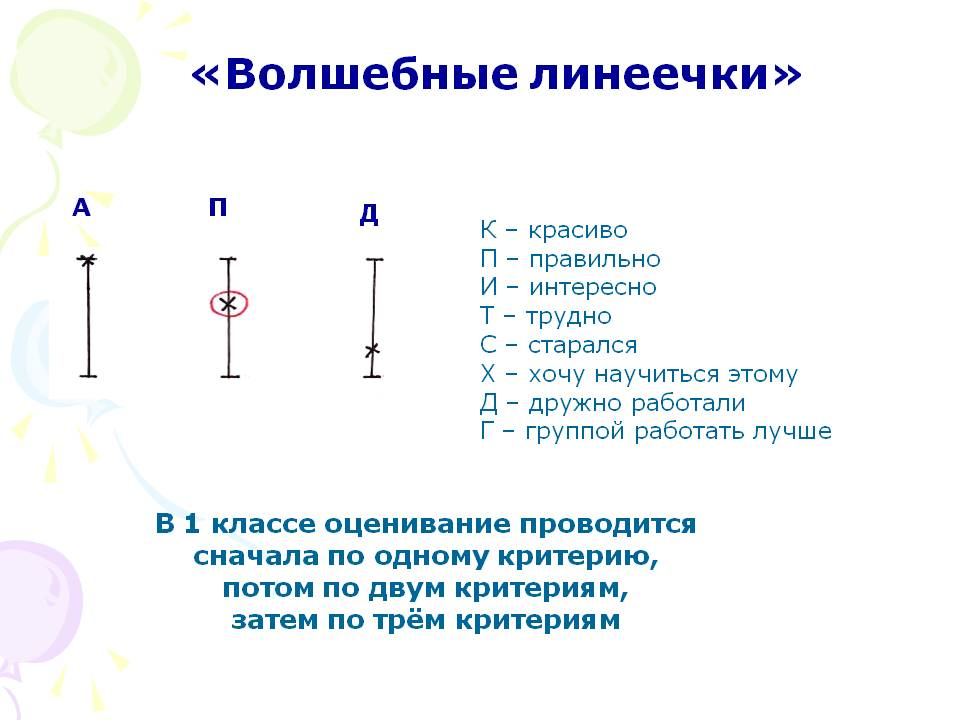 «Волшебные линеечки»
А П Д
К – красиво
П – правильно
И – интересно
Т – трудно
С – старался
Х – хочу научиться этому
Д – дружно работали
Г – группой работать лучше
В 1 классе оценивание проводится
сначала по одному критерию,
потом по двум критериям,
затем по трём критериям